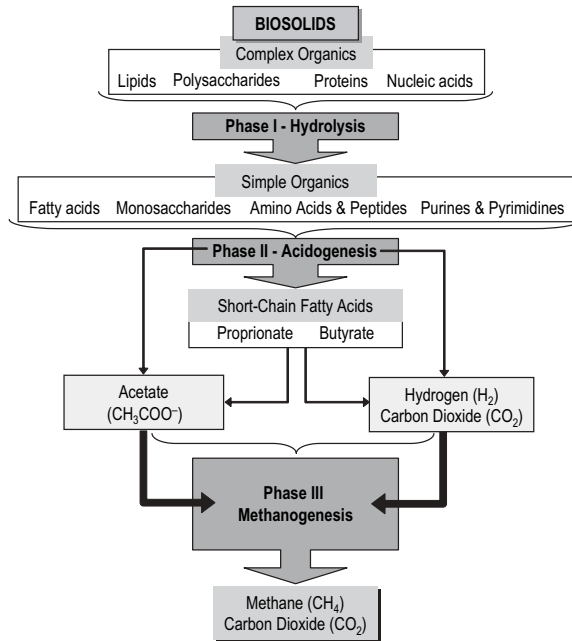 BIOSOLIDS
Complex Organics
Lipids Polysaccharides Proteins Nucleic acids
Phase I - Hydrolysis
Simple Organics
Fatty acids Monosaccharides Amino Acids & Peptides Purines & Pyrimidines
Phase II - Acidogenesis
Short-Chain Fatty Acids
Proprionate Butyrate
Acetate
(CH₃COO⁻)
Hydrogen (H₂)
Carbon Dioxide (CO₂)
Phase III
Methanogenesis
Methane (CH₄)
Carbon Dioxide (CO₂)